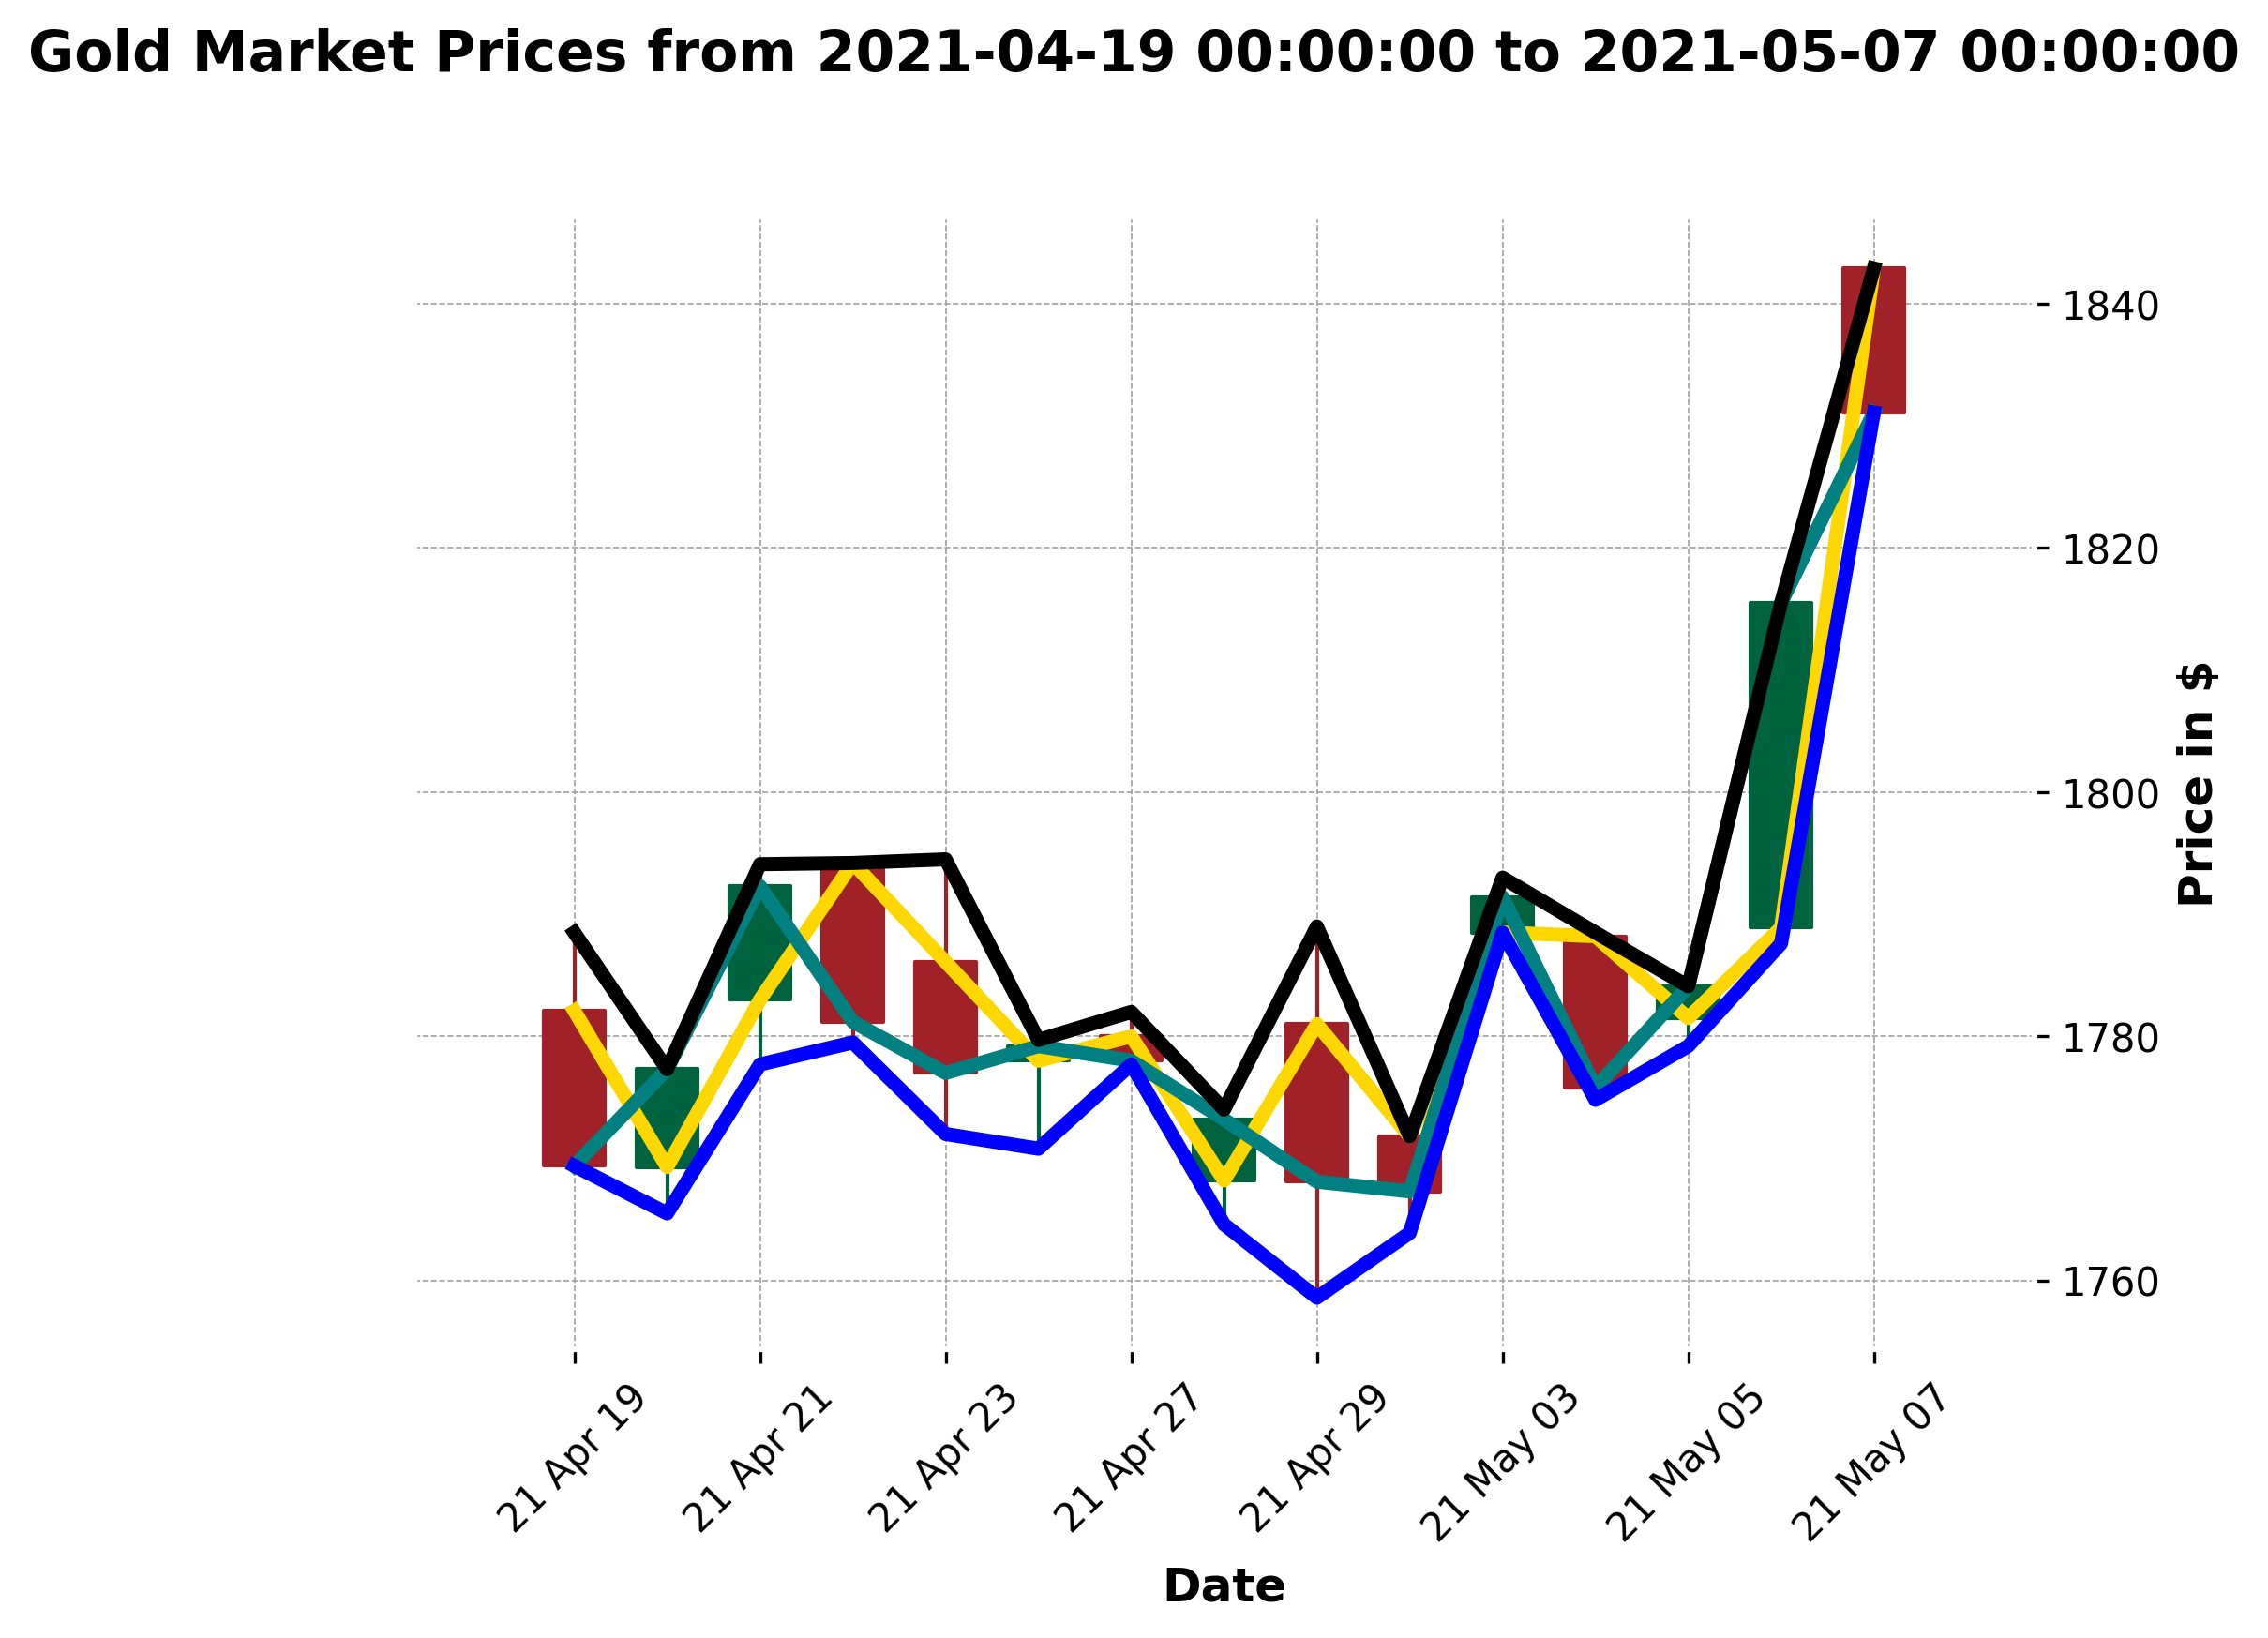 Gold Market Prices from 2021-04-19 00:00:00 to 2021-05-07 00:00:00
1840
1820
1800
1780
1760
Price in $
21 Apr 19
21 Apr 21
21 Apr 23
21 Apr 27
21 Apr 29
21 May 03
21 May 05
21 May 07
Date